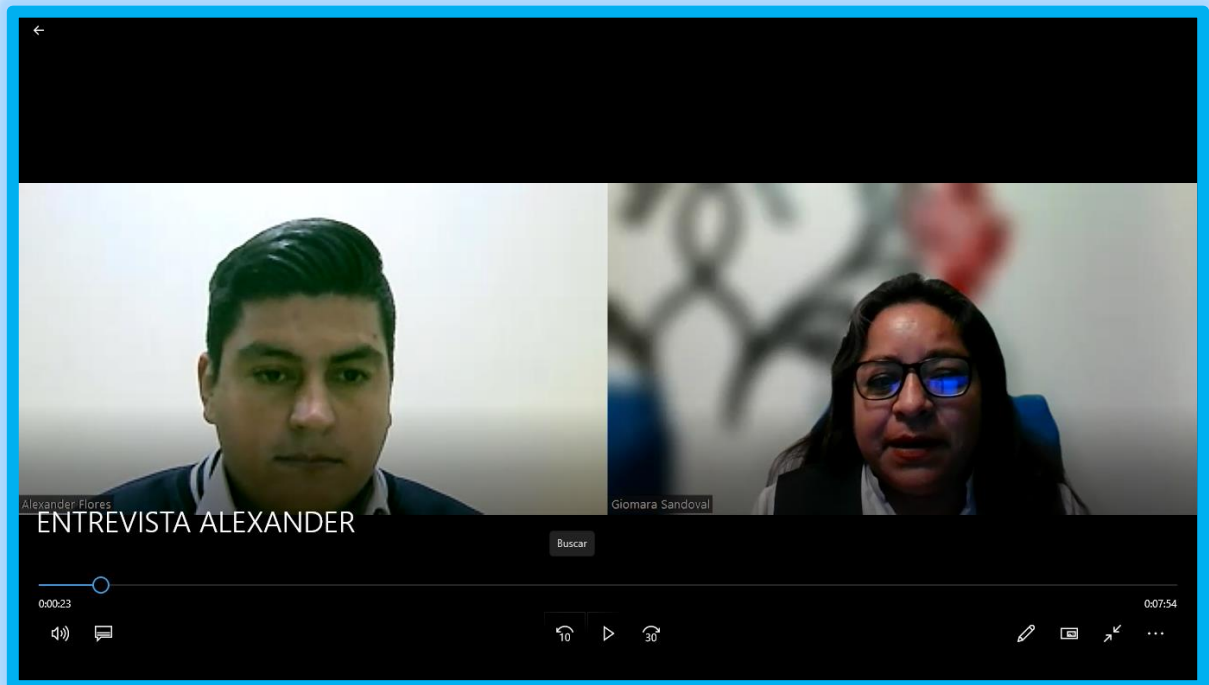 Alexander Flores
Giomara Sandoval
ENTREVISTA ALEXANDER
Buscar
0:00:23
0:07:54
10
30